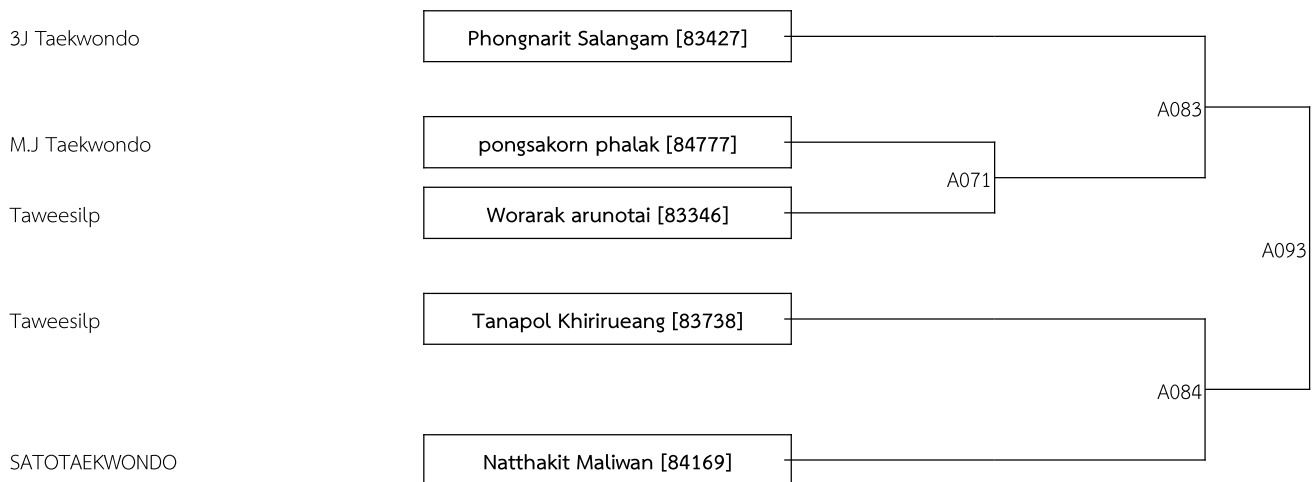 3J Taekwondo
Phongnarit Salangam [83427]
A083
M.J Taekwondo
pongsakorn phalak [84777]
A071
Taweesilp
Worarak arunotai [83346]
A093
Taweesilp
Tanapol Khirirueang [83738]
A084
SATOTAEKWONDO
Natthakit Maliwan [84169]